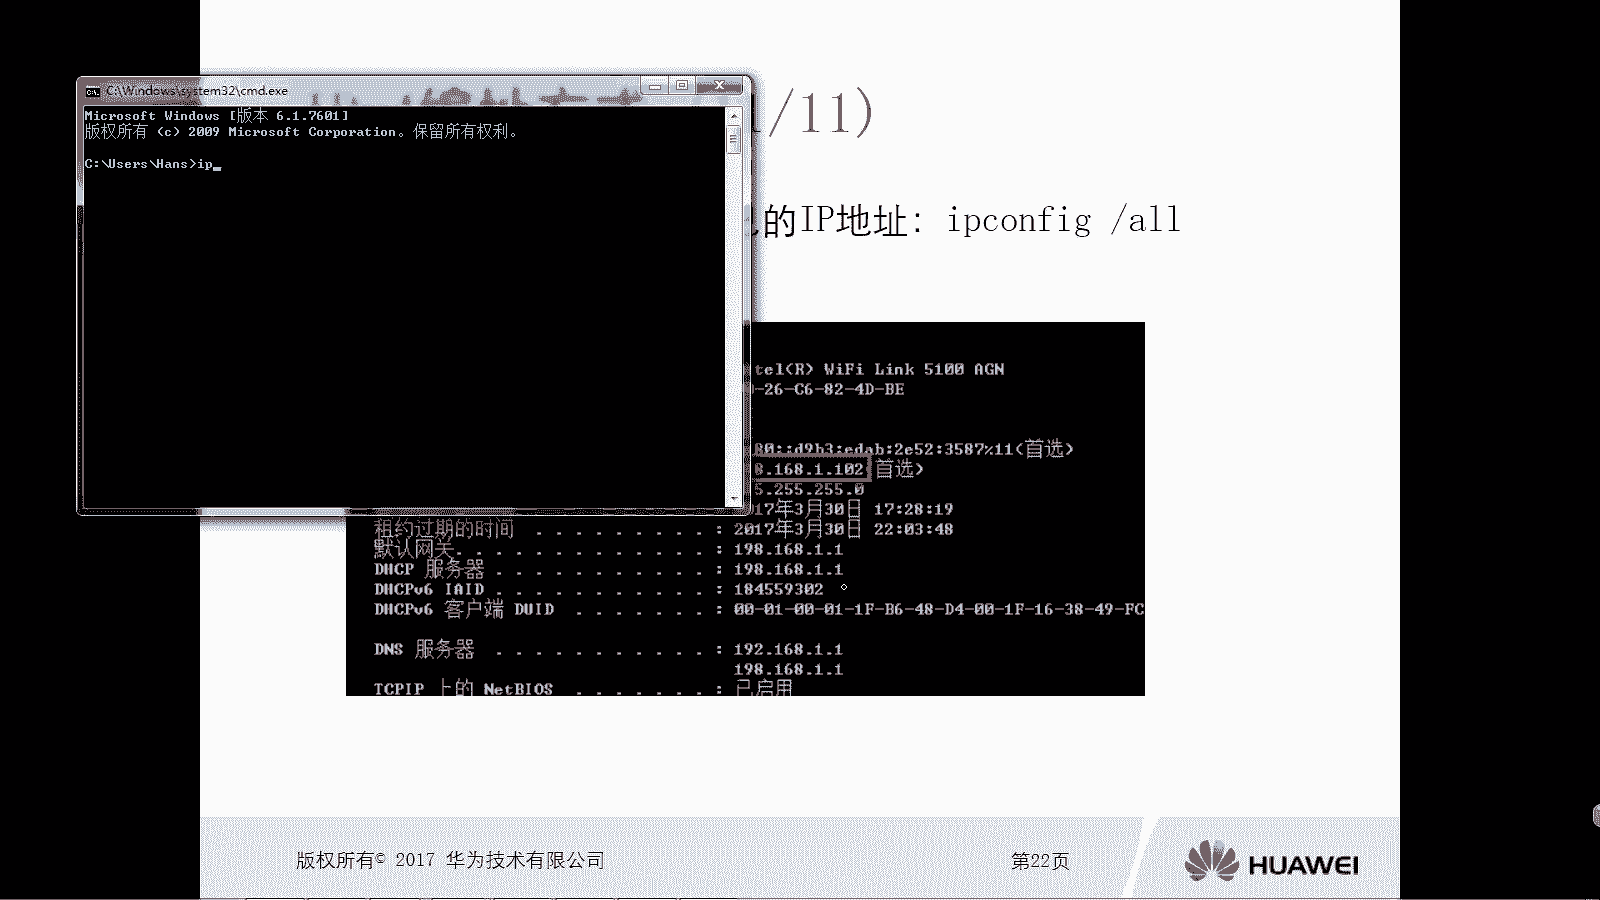 C:\Windows\system32\cmd.exe
Microsoft Windows [版本 6.1.7601]
版权所有 (c) 2009 Microsoft Corporation。保留所有权利。
C:\Users\Hans>ip_
/11)
的IP地址：ipconfig /all
tel(R) WiFi Link 5100 AGN
-26-C6-82-4D-BE
80::d9b3:edab:2e52:3587%11(首选)
8.168.1.102(首选)
5.255.255.0
17年3月30日 17:28:19
租约过期的时间 . . . . . . . . . : 2017年3月30日 22:03:48
默认网关. . . . . . . . . . . . . : 198.168.1.1
DHCP 服务器 . . . . . . . . . . . : 198.168.1.1
DHCPv6 IAID . . . . . . . . . . . : 184559302
DHCPv6 客户端 DUID . . . . . . . : 00-01-00-01-1F-B6-48-D4-00-1F-16-38-49-FC
DNS 服务器 . . . . . . . . . . . : 192.168.1.1
198.168.1.1
TCPIP 上的 NetBIOS . . . . . . . : 已启用
版权所有© 2017 华为技术有限公司
第22页
HUAWEI